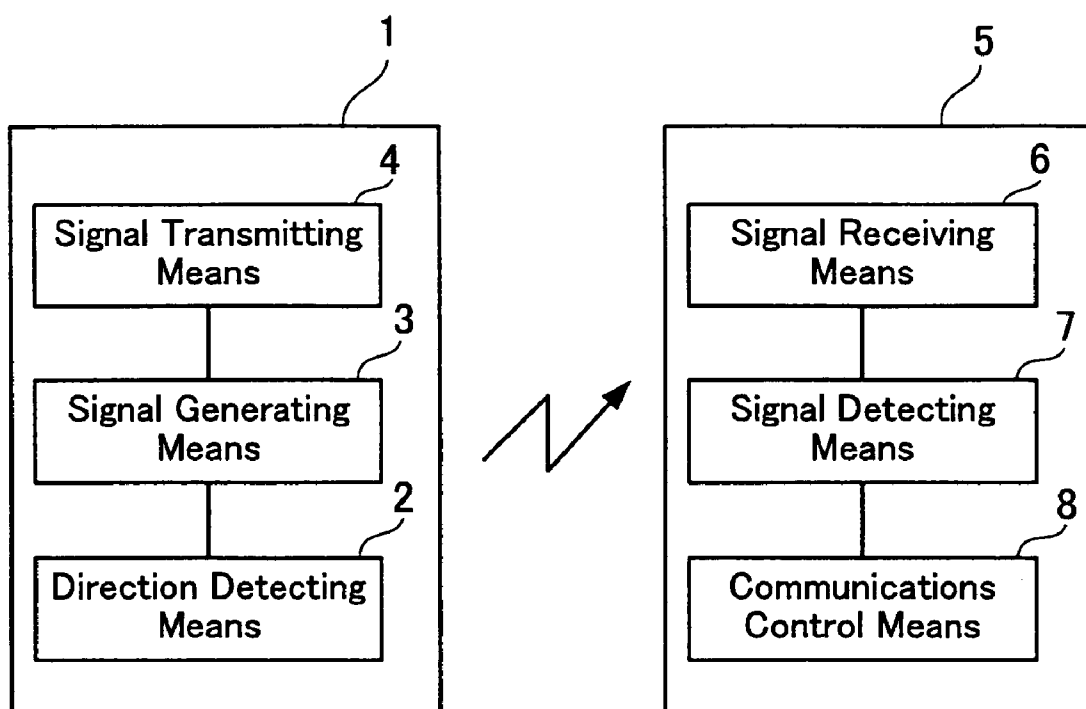 1
4
Signal Transmitting
Means
3
Signal Generating
Means
2
Direction Detecting
Means
5
6
Signal Receiving
Means
7
Signal Detecting
Means
8
Communications
Control Means